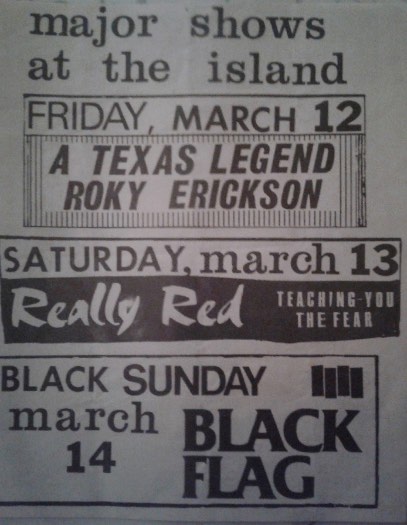 major shows
at the island
FRIDAY, MARCH 12
A TEXAS LEGEND
ROKY ERICKSON
SATURDAY, march 13
Really Red
TEACHING-YOU
THE FEAR
BLACK SUNDAY
march
14
BLACK
FLAG